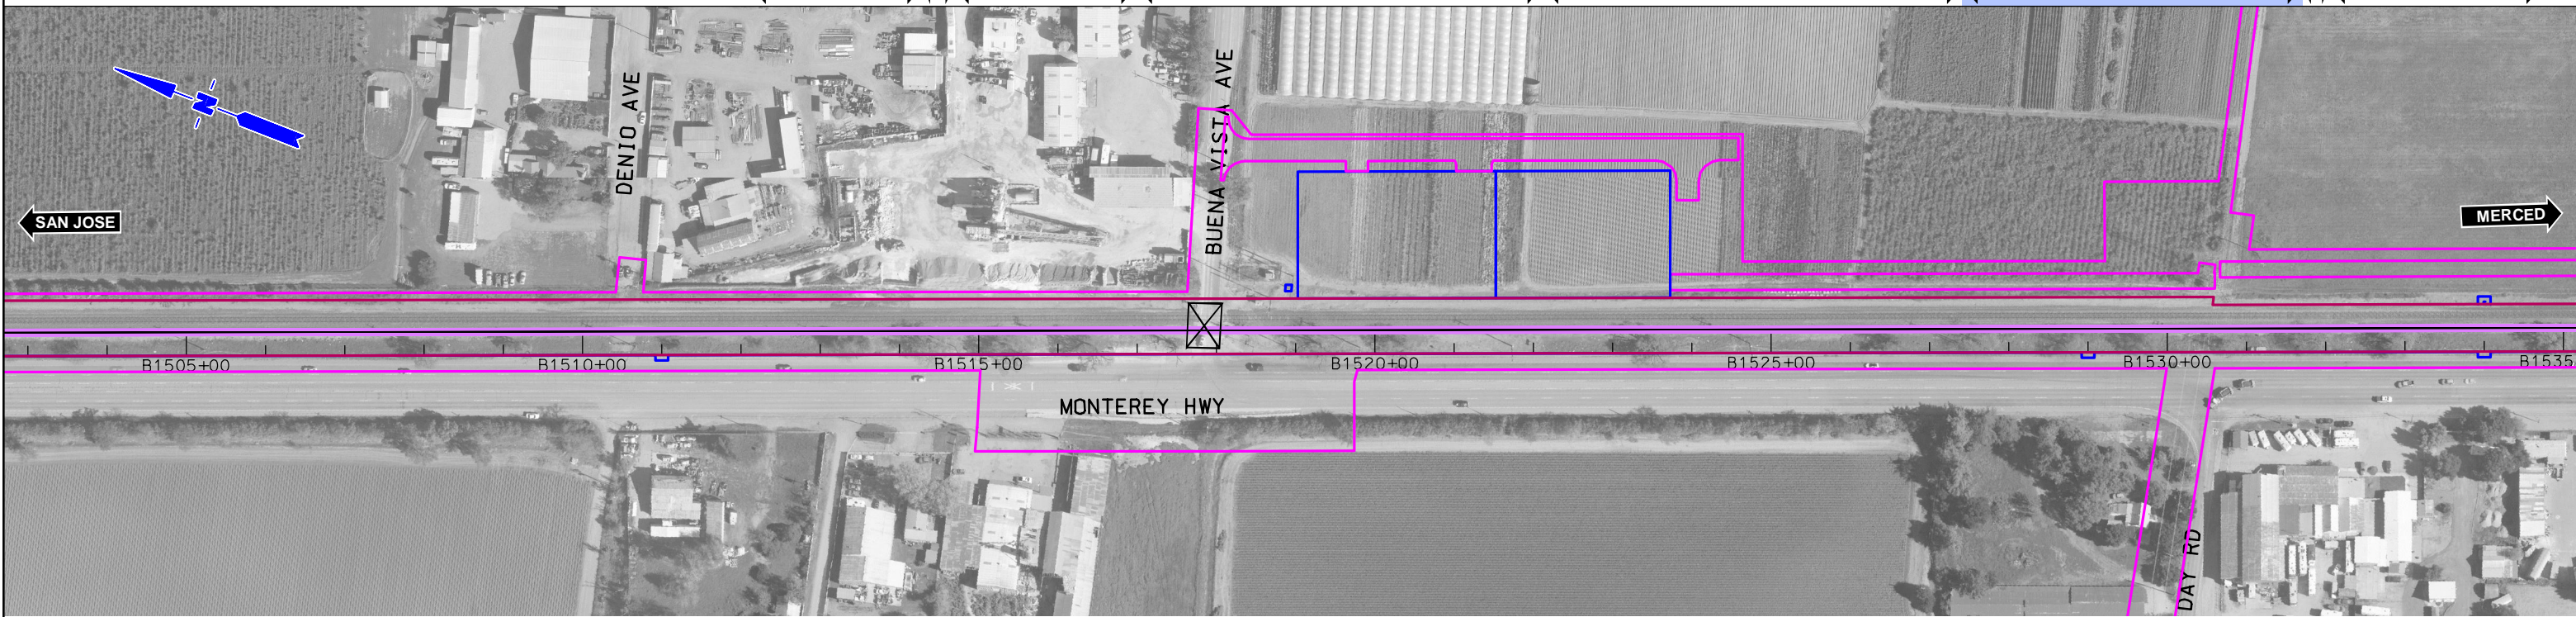 N
DENIO AVE
BUENA VISTA AVE
SAN JOSE
MERCED
B1505+00
B1510+00
B1515+00
B1520+00
B1525+00
B1530+00
B1535
MONTEREY HWY
DAY RD